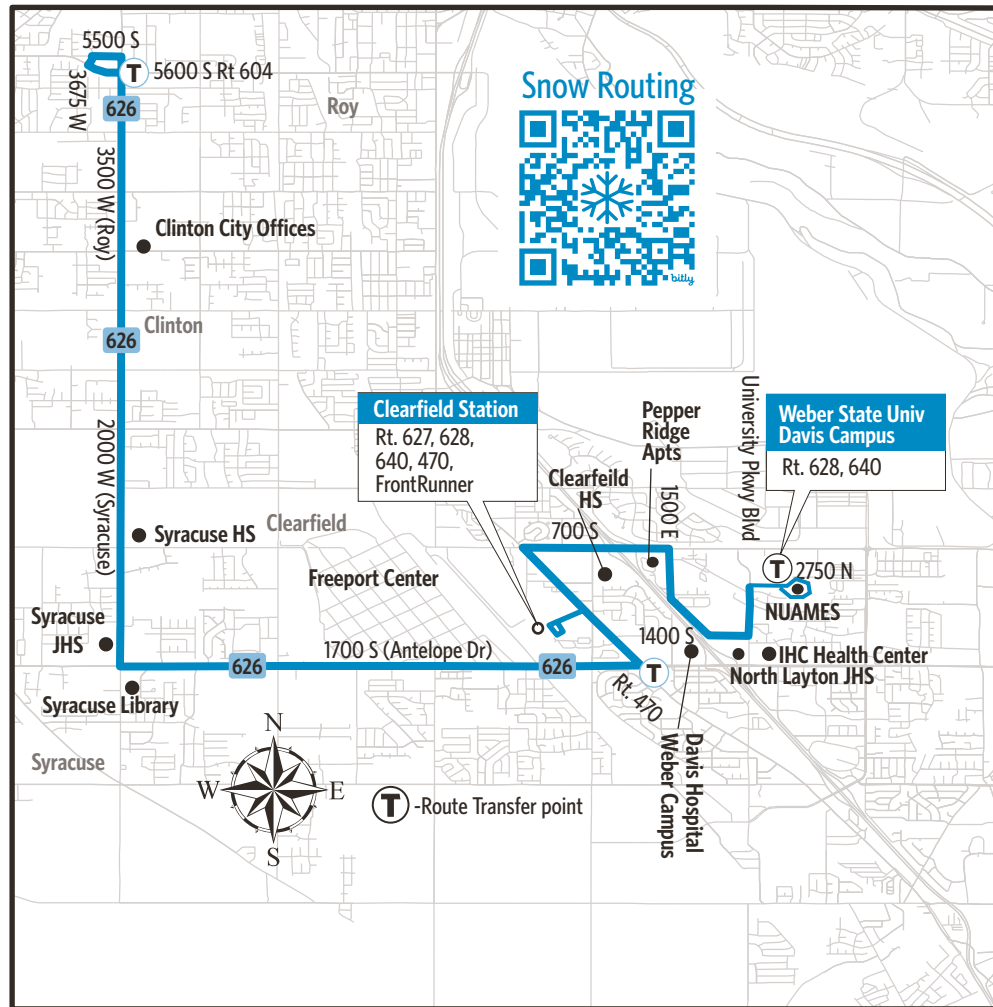 5500 S
5600 S Rt 604
3675 W
626
Roy
Snow Routing
bitly
3500 W (Roy)
Clinton City Offices
626
Clinton
2000 W (Syracuse)
Clearfield Station
Rt. 627, 628,
640, 470,
FrontRunner
Pepper
Ridge
Apts
University Pkwy Blvd
Weber State Univ
Davis Campus
Rt. 628, 640
Clearfeild
HS
1500 E
700 S
Syracuse HS
Clearfield
Freeport Center
T
2750 N
NUAMES
Syracuse
JHS
1700 S (Antelope Dr)
626
626
1400 S
T
Rt. 470
IHC Health Center
North Layton JHS
Syracuse Library
Davis Hospital
Weber Campus
Syracuse
N
W
E
S
T -Route Transfer point
T